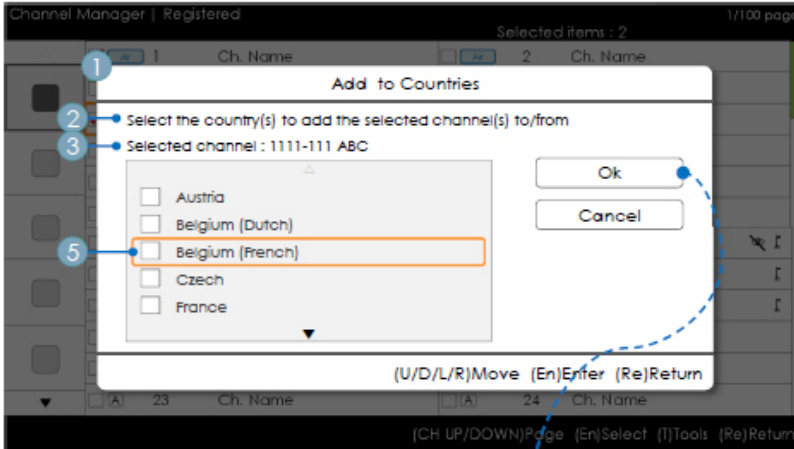 Channel Manager | Registered
Selected items : 2
1/100 page
Air 1 Ch. Name
Air 2 Ch. Name
1
Add to Countries
2 Select the country(s) to add the selected channel(s) to/from
3 Selected channel : 1111-111 ABC
Ok
Austria
Cancel
Belgium (Dutch)
5 Belgium (French)
Czech
France
(U/D/L/R)Move (En)Enter (Re)Return
A 23 Ch. Name
A 24 Ch. Name
(CH UP/DOWN)Page (En)Select (T)Tools (Re)Return